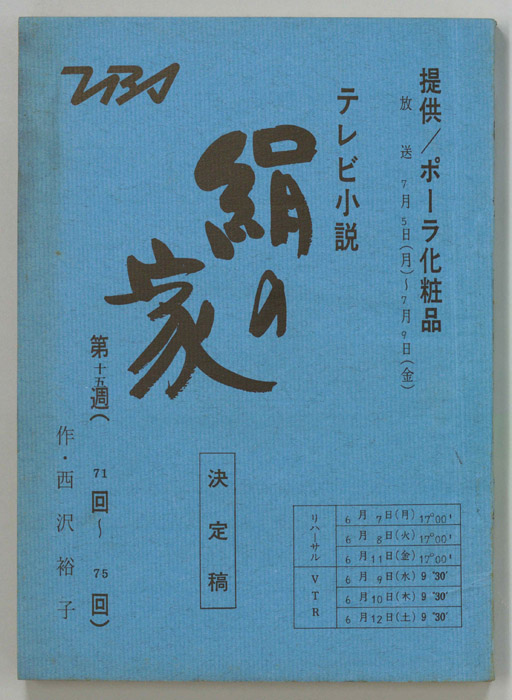 TBS
提供/ポーラ化粧品
放送 7月5日(月)~7月9日(金)
テレビ小説
絹の家
第十五週(71回~75回)
作・西沢裕子
決定稿
リハーサル
6月7日(月) 17°00'
6月8日(火) 17°00'
6月11日(金) 17°00'
VTR
6月9日(水) 9°30'
6月10日(木) 9°30'
6月12日(土) 9°30'